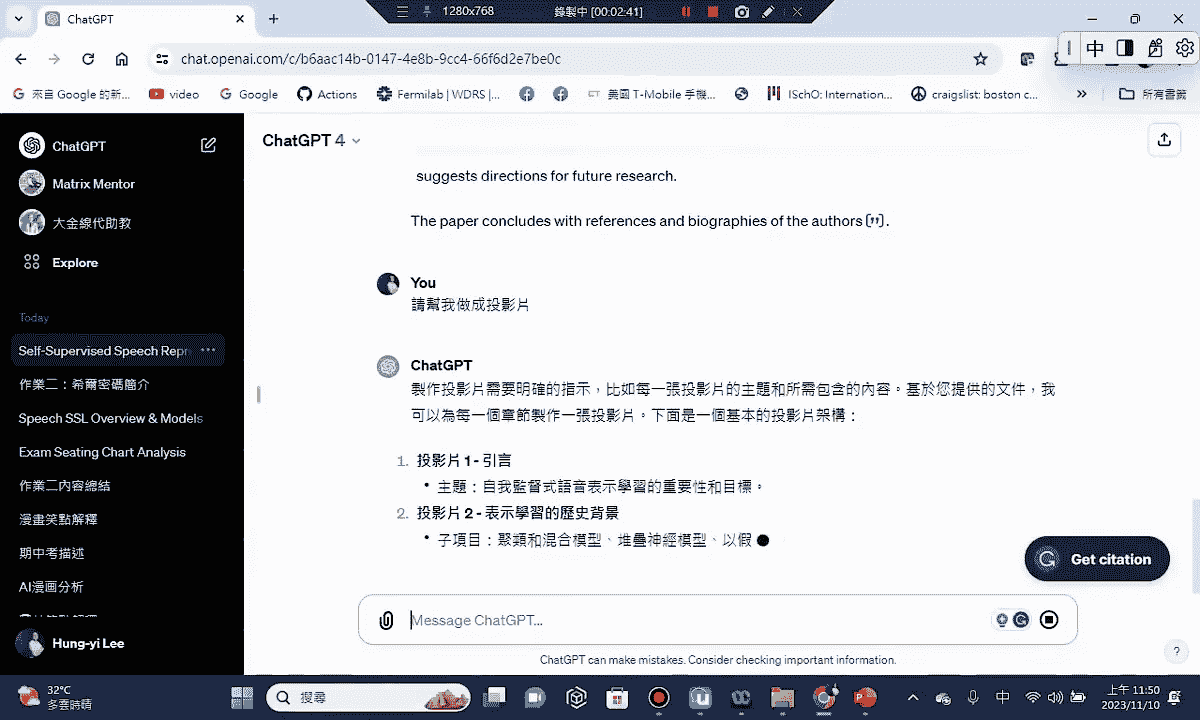 ChatGPT
1280x768
錄製中 [00:02:41]
chat.openai.com/c/b6aac14b-0147-4e8b-9cc4-66f6d2e7be0c
中
來自 Google 的新...
video
Google
Actions
Fermilab | WDRS |...
美國 T-Mobile 手機...
ISchO: Internation...
craigslist: boston c...
»
所有書籤
ChatGPT
Matrix Mentor
大金線代助教
Explore
Today
Self-Supervised Speech Repr
作業二：希爾密碼簡介
Speech SSL Overview & Models
Exam Seating Chart Analysis
作業二內容總結
漫畫笑點解釋
期中考描述
AI漫画分析
Hung-yi Lee
ChatGPT 4
suggests directions for future research.
The paper concludes with references and biographies of the authors ["].
You
請幫我做成投影片
ChatGPT
製作投影片需要明確的指示，比如每一張投影片的主題和所需包含的內容。基於您提供的文件，我
可以為每一個章節製作一張投影片。下面是一個基本的投影片架構：
1. 投影片 1 - 引言
• 主題：自我監督式語音表示學習的重要性和目標。
2. 投影片 2 - 表示學習的歷史背景
• 子項目：聚類和混合模型、堆疊神經模型、以假
Get citation
Message ChatGPT...
ChatGPT can make mistakes. Consider checking important information.
?
32°C
多雲時晴
搜尋
中
上午 11:50
2023/11/10